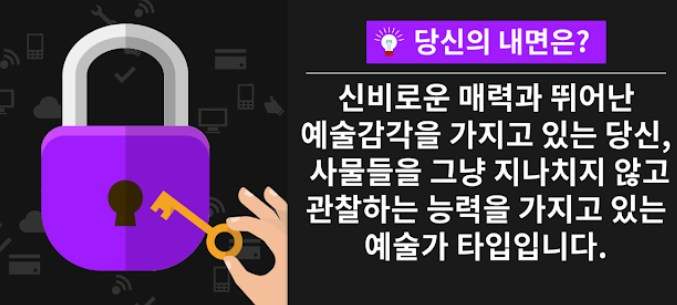 당신의 내면은?
신비로운 매력과 뛰어난
예술감각을 가지고 있는 당신,
사물들을 그냥 지나치지 않고
관찰하는 능력을 가지고 있는
예술가 타입입니다.